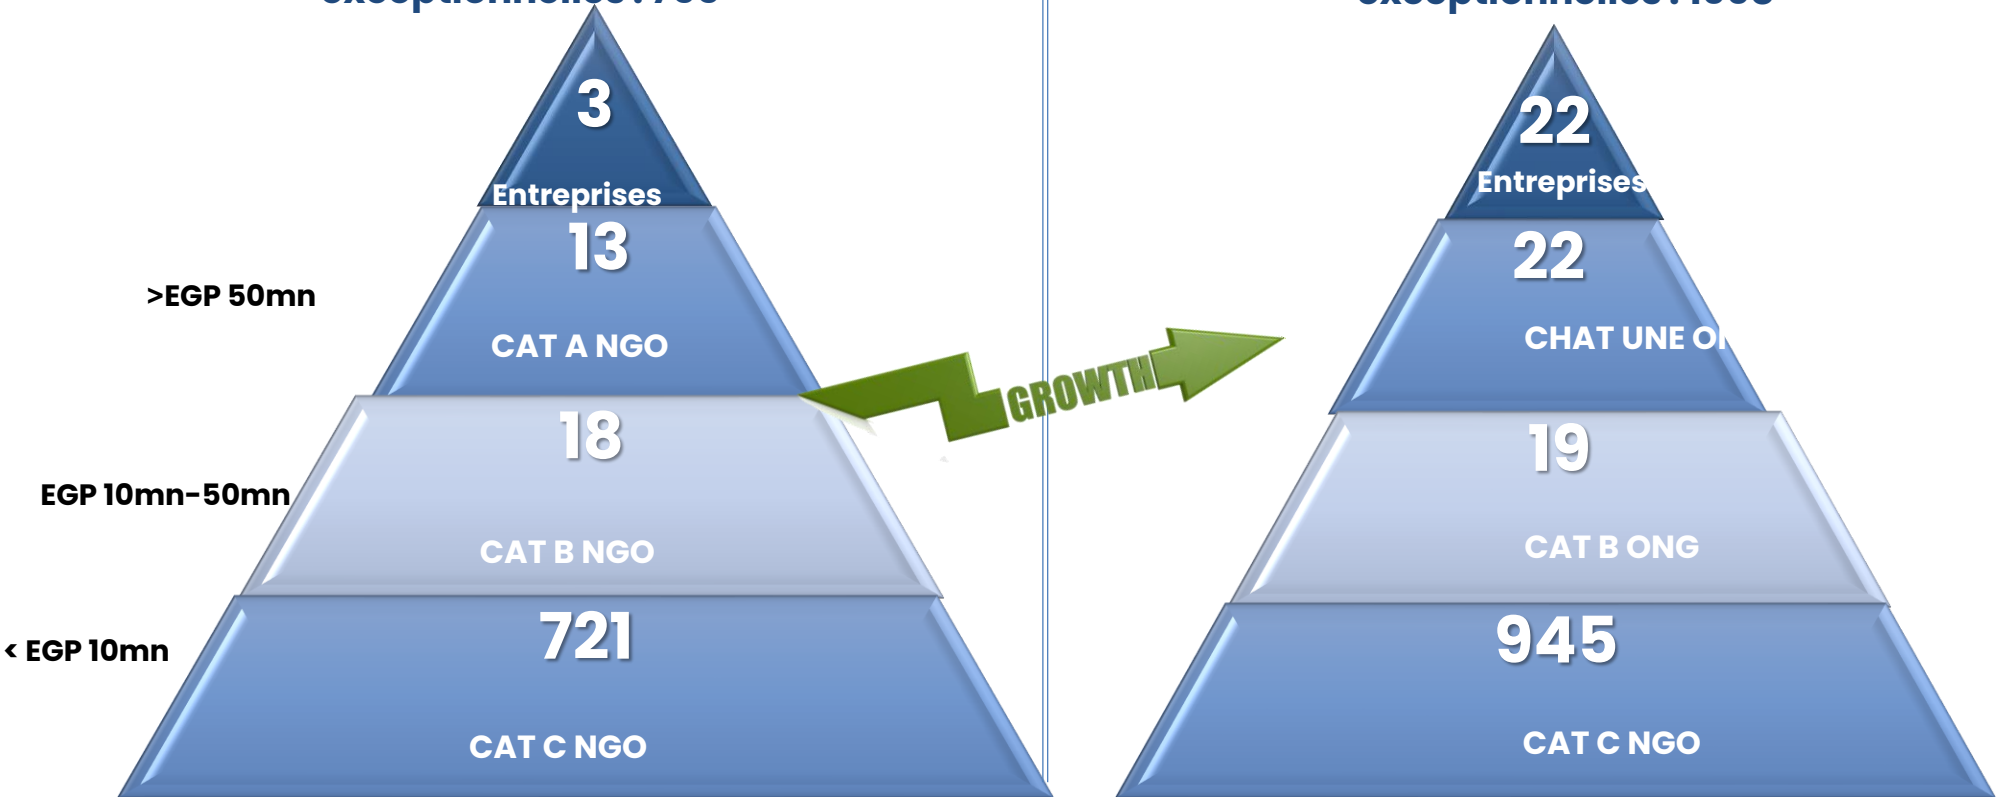 3
Entreprises
13
>EGP 50mn
CAT A NGO
18
EGP 10mn-50mn
CAT B NGO
721
< EGP 10mn
CAT C NGO
GROWTH
22
Entreprises
22
CHAT UNE
19
CAT B ONG
945
CAT C NGO